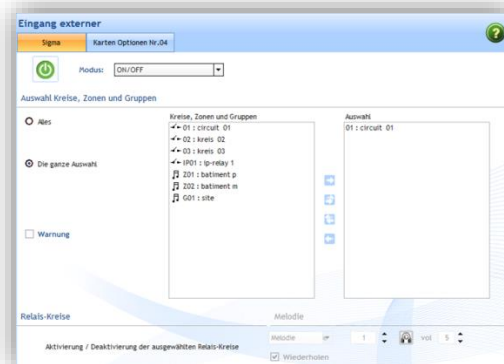 Eingang externer
Sigma
Karten Optionen Nr.04
Modus:
ON/OFF
Auswahl Kreise, Zonen und Gruppen
Alles
Die ganze Auswahl
Warnung
Kreise, Zonen und Gruppen
01 : circuit 01
02 : kreis 02
03 : kreis 03
IP01 : ip-relay 1
Z01 : batiment p
Z02 : batiment m
G01 : site
Auswahl
01 : circuit 01
Relais-Kreise
Aktivierung / Deaktivierung der ausgewählten Relais-Kreise
Melodie
Melodie
1
vol
5
Wiederholen